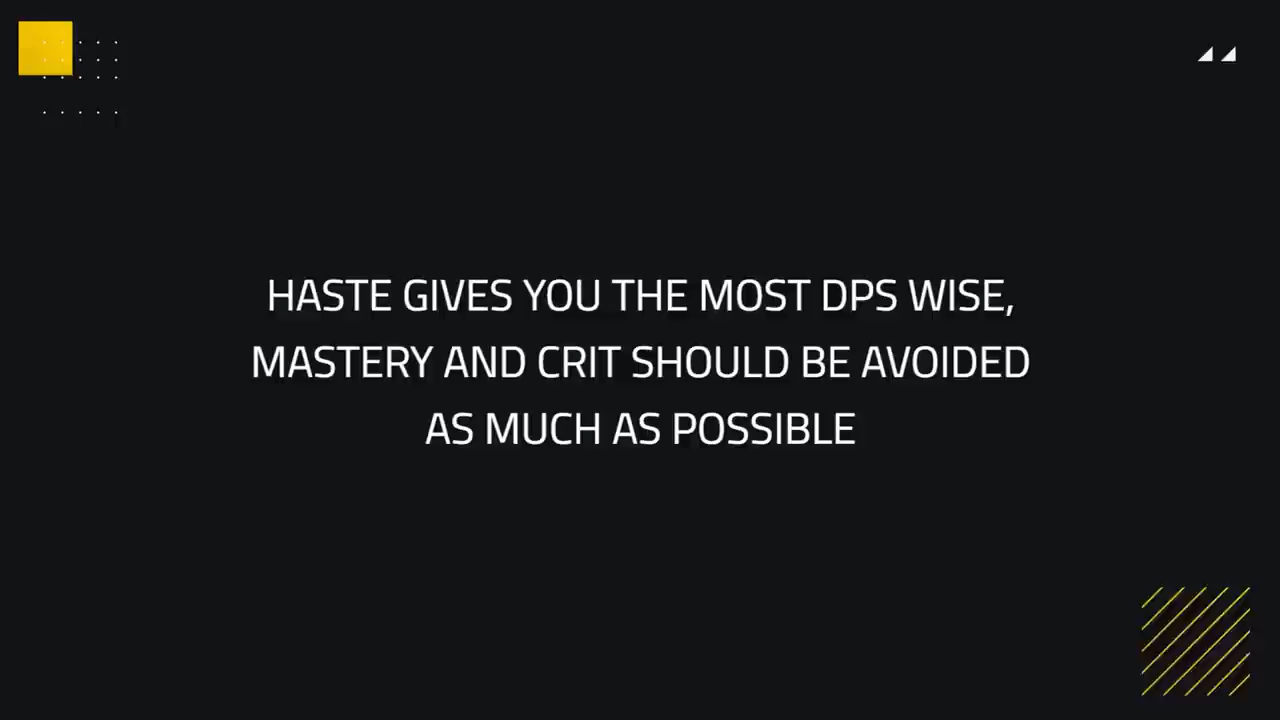 HASTE GIVES YOU THE MOST DPS WISE,
MASTERY AND CRIT SHOULD BE AVOIDED
AS MUCH AS POSSIBLE